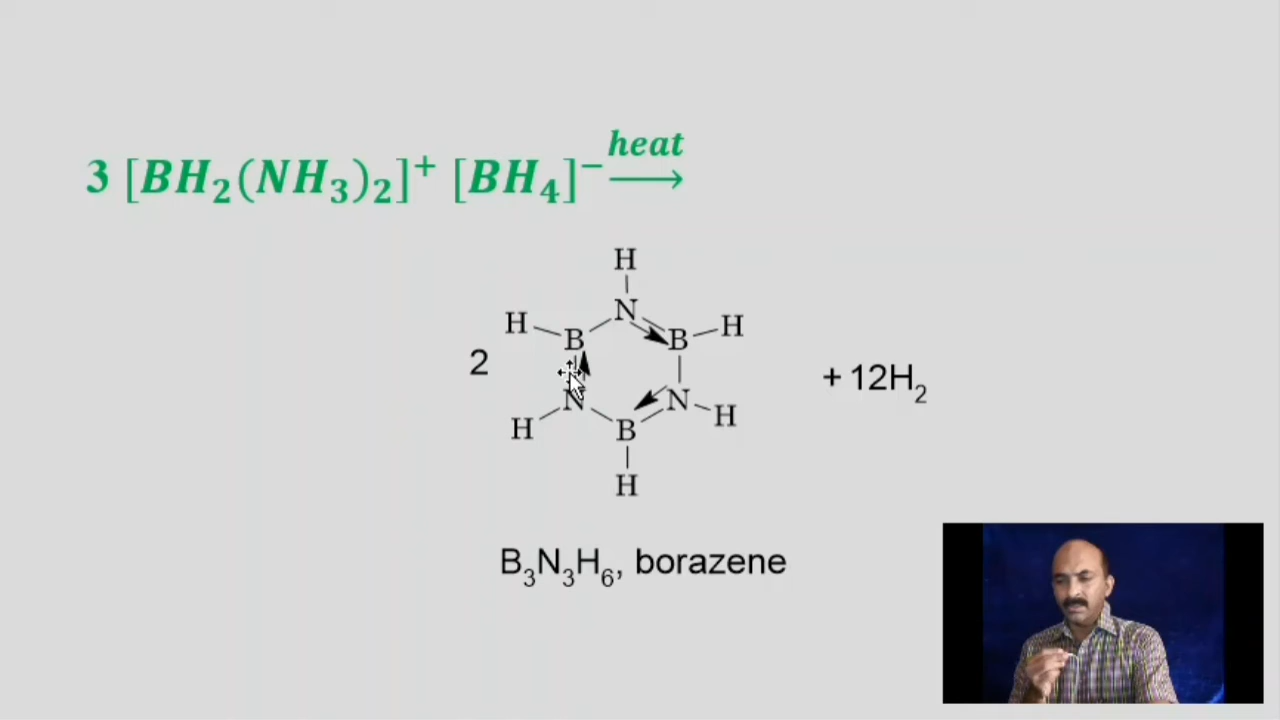 3 [BH₂(NH₃)₂]⁺ [BH₄]⁻ heat →
H
H B N B H
2
+ 12H₂
H N B N H
H
B₃N₃H₆, borazene